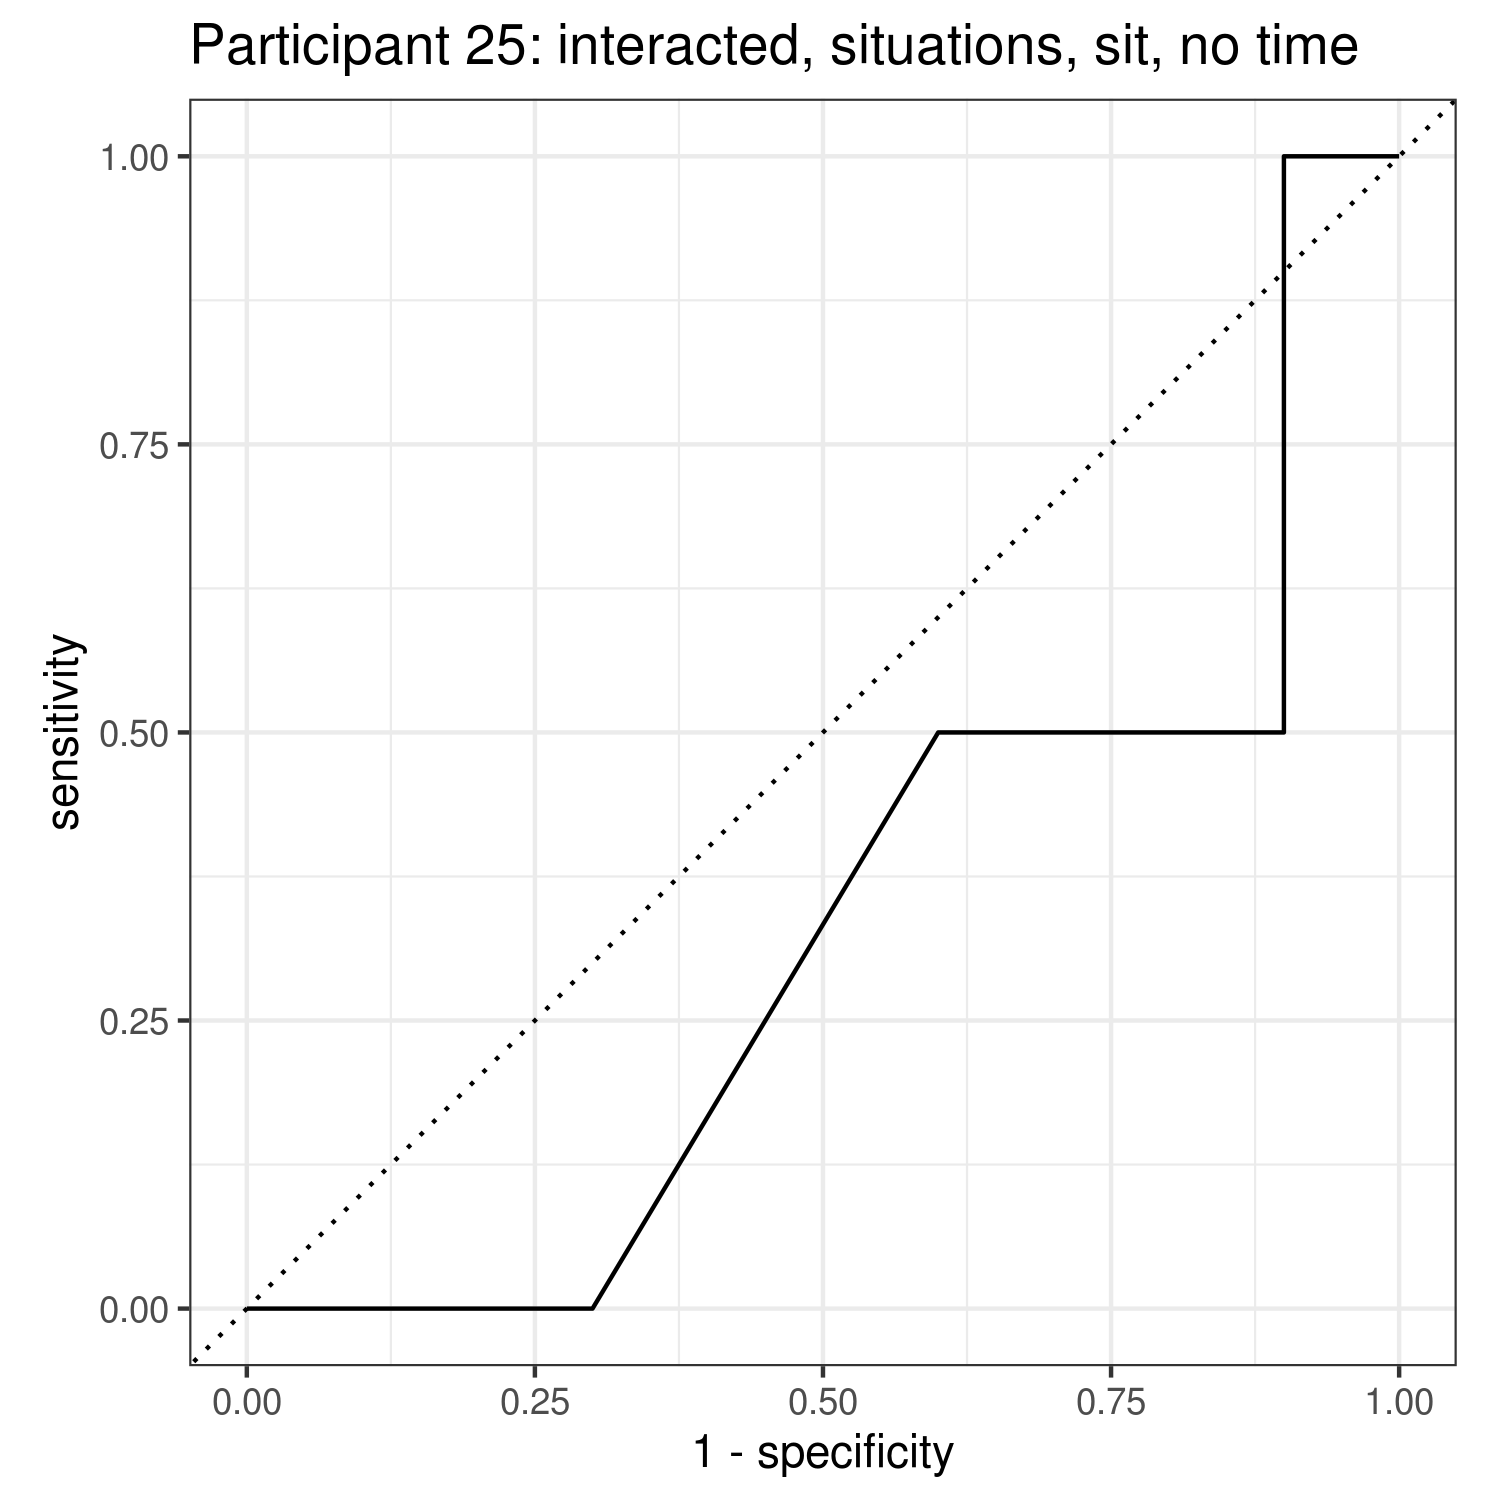 Participant 25: interacted, situations, sit, no time
sensitivity
1.00
0.75
0.50
0.25
0.00
0.00 0.25 0.50 0.75 1.00
1 - specificity